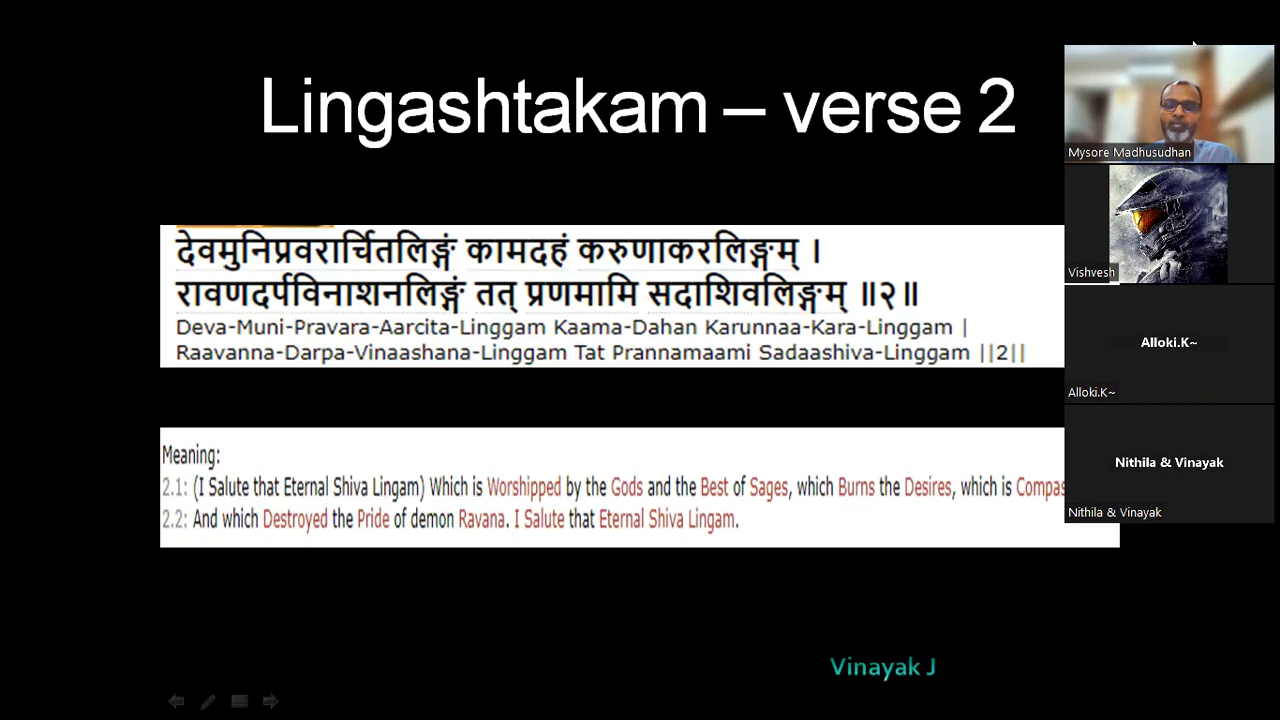 Lingashtakam – verse 2
देवमुनिप्रवरार्चितलिङ्गं कामदहं करुणाकरलिङ्गम् ।
रावणदर्पविनाशनलिङ्गं तत् प्रणमामि सदाशिवलिङ्गम् ॥२॥
Deva-Muni-Pravara-Aarcita-Linggam Kaama-Dahan Karunnaa-Kara-Linggam |
Raavanna-Darpa-Vinaashana-Linggam Tat Prannamaami Sadaashiva-Linggam ||2||
Meaning:
2.1: (I Salute that Eternal Shiva Lingam) Which is Worshipped by the Gods and the Best of Sages, which Burns the Desires, which is Compas
2.2: And which Destroyed the Pride of demon Ravana. I Salute that Eternal Shiva Lingam.
Vinayak J
Mysore Madhusudhan
Vishvesh
Alloki.K~
Alloki.K~
Nithila & Vinayak
Nithila & Vinayak